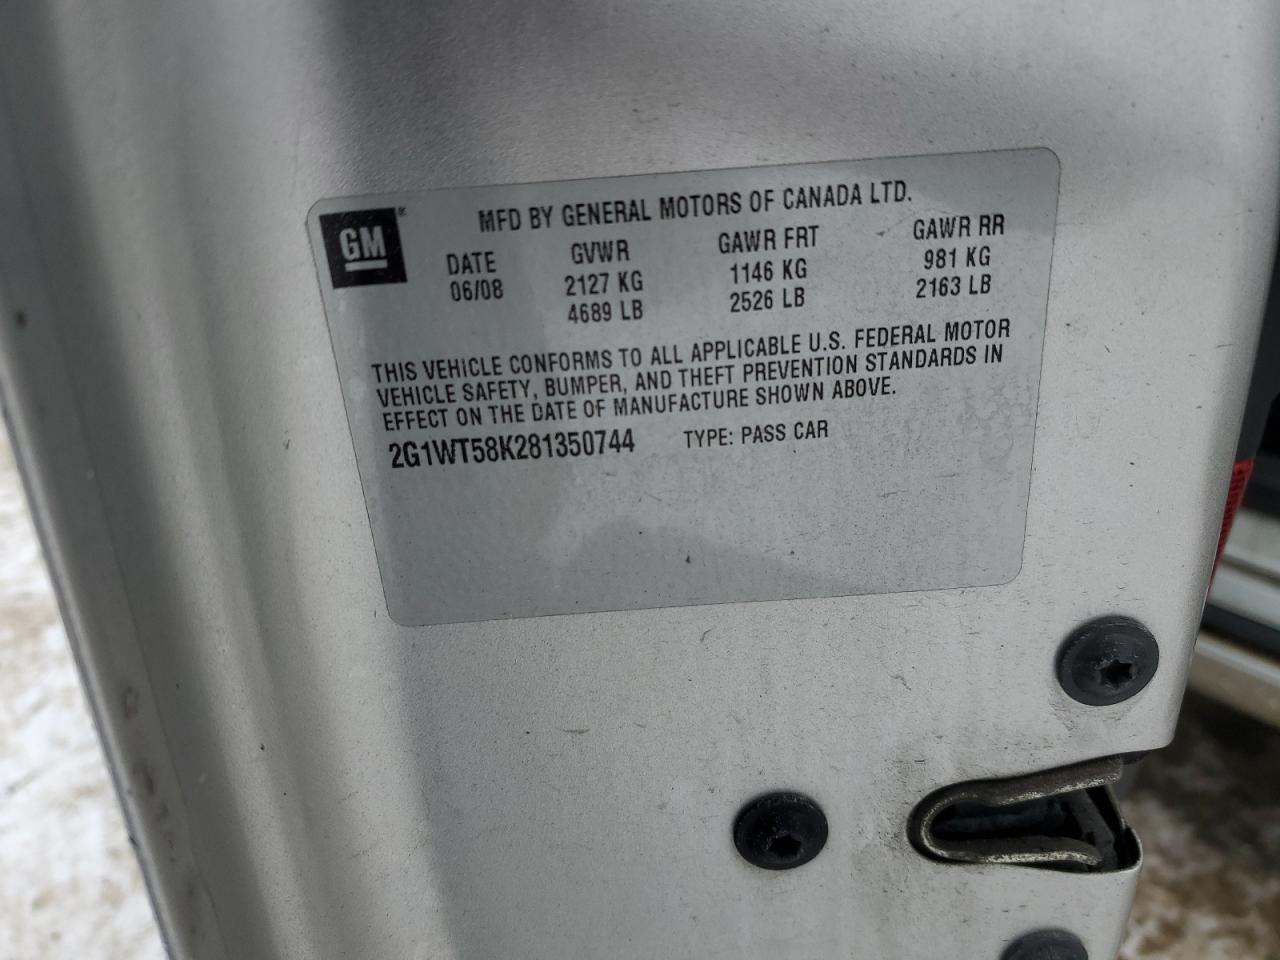 GM®
MFD BY GENERAL MOTORS OF CANADA LTD.
DATE GVWR GAWR FRT GAWR RR
06/08 2127 KG 1146 KG 981 KG
4689 LB 2526 LB 2163 LB
THIS VEHICLE CONFORMS TO ALL APPLICABLE U.S. FEDERAL MOTOR
VEHICLE SAFETY, BUMPER, AND THEFT PREVENTION STANDARDS IN
EFFECT ON THE DATE OF MANUFACTURE SHOWN ABOVE.
2G1WT58K281350744 TYPE: PASS CAR